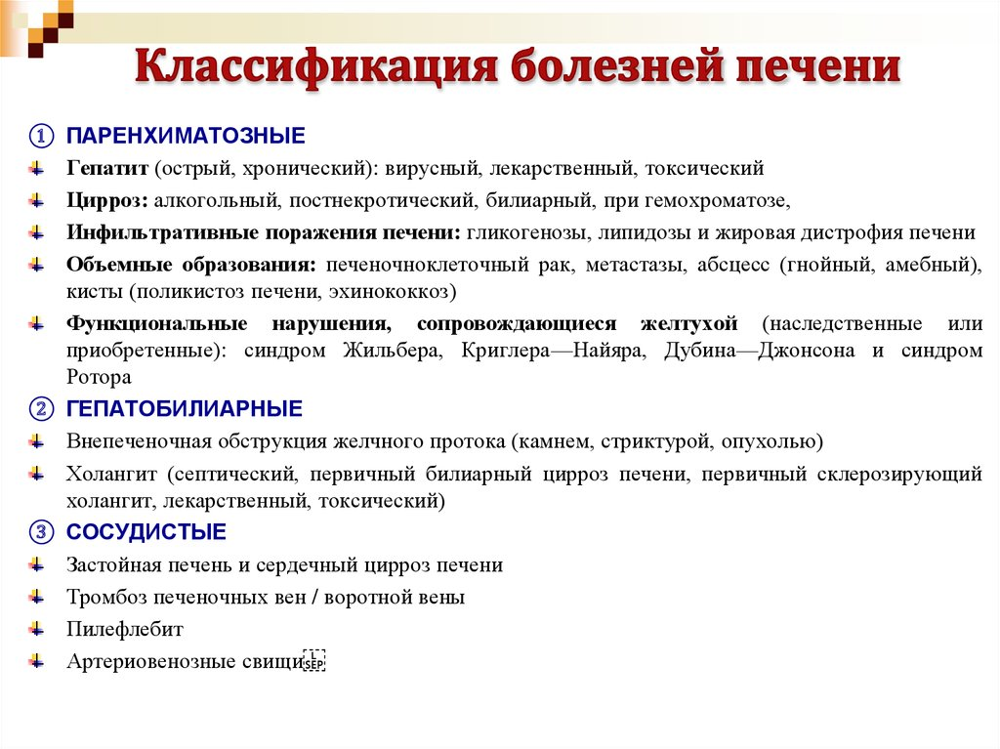 Классификация болезней печени
① ПАРЕНХИМАТОЗНЫЕ
Гепатит (острый, хронический): вирусный, лекарственный, токсический
Цирроз: алкогольный, постнекротический, билиарный, при гемохроматозе,
Инфильтративные поражения печени: гликогенозы, липидозы и жировая дистрофия печени
Объемные образования: печеночноклеточный рак, метастазы, абсцесс (гнойный, амебный),
кисты (поликистоз печени, эхинококкоз)
Функциональные нарушения, сопровождающиеся желтухой (наследственные или
приобретенные): синдром Жильбера, Криглера—Найяра, Дубина—Джонсона и синдром
Ротора
② ГЕПАТОБИЛИАРНЫЕ
Внепеченочная обструкция желчного протока (камнем, стриктурой, опухолью)
Холангит (септический, первичный билиарный цирроз печени, первичный склерозирующий
холангит, лекарственный, токсический)
③ СОСУДИСТЫЕ
Застойная печень и сердечный цирроз печени
Тромбоз печеночных вен / воротной вены
Пилефлебит
Артериовенозные свищи LSEP